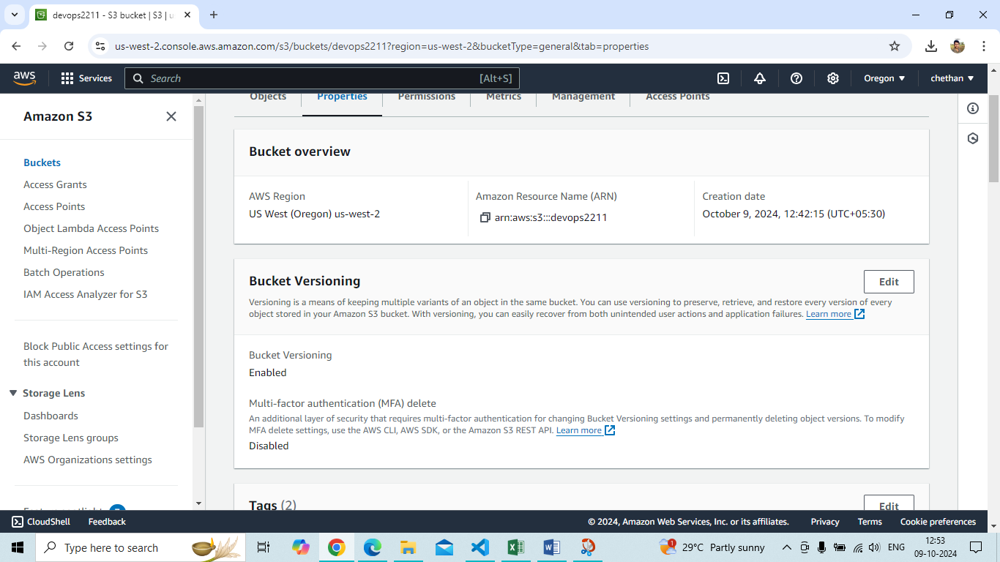 devops2211 - S3 bucket | S3 | u
us-west-2.console.aws.amazon.com/s3/buckets/devops2211?region=us-west-2&bucketType=general&tab=properties
aws
Services
Search
[Alt+S]
Oregon
chethan
Amazon S3
Buckets
Access Grants
Access Points
Object Lambda Access Points
Multi-Region Access Points
Batch Operations
IAM Access Analyzer for S3
Block Public Access settings for
this account
Storage Lens
Dashboards
Storage Lens groups
AWS Organizations settings
Objects
Properties
Permissions
Metrics
Management
Access Points
Bucket overview
AWS Region
US West (Oregon) us-west-2
Amazon Resource Name (ARN)
arn:aws:s3:::devops2211
Creation date
October 9, 2024, 12:42:15 (UTC+05:30)
Bucket Versioning
Edit
Versioning is a means of keeping multiple variants of an object in the same bucket. You can use versioning to preserve, retrieve, and restore every version of every
object stored in your Amazon S3 bucket. With versioning, you can easily recover from both unintended user actions and application failures. Learn more
Bucket Versioning
Enabled
Multi-factor authentication (MFA) delete
An additional layer of security that requires multi-factor authentication for changing Bucket Versioning settings and permanently deleting object versions. To modify
MFA delete settings, use the AWS CLI, AWS SDK, or the Amazon S3 REST API. Learn more
Disabled
Tags (2)
Edit
CloudShell
Feedback
© 2024, Amazon Web Services, Inc. or its affiliates.
Privacy
Terms
Cookie preferences
Type here to search
1
29°C Partly sunny
ENG
12:53
09-10-2024